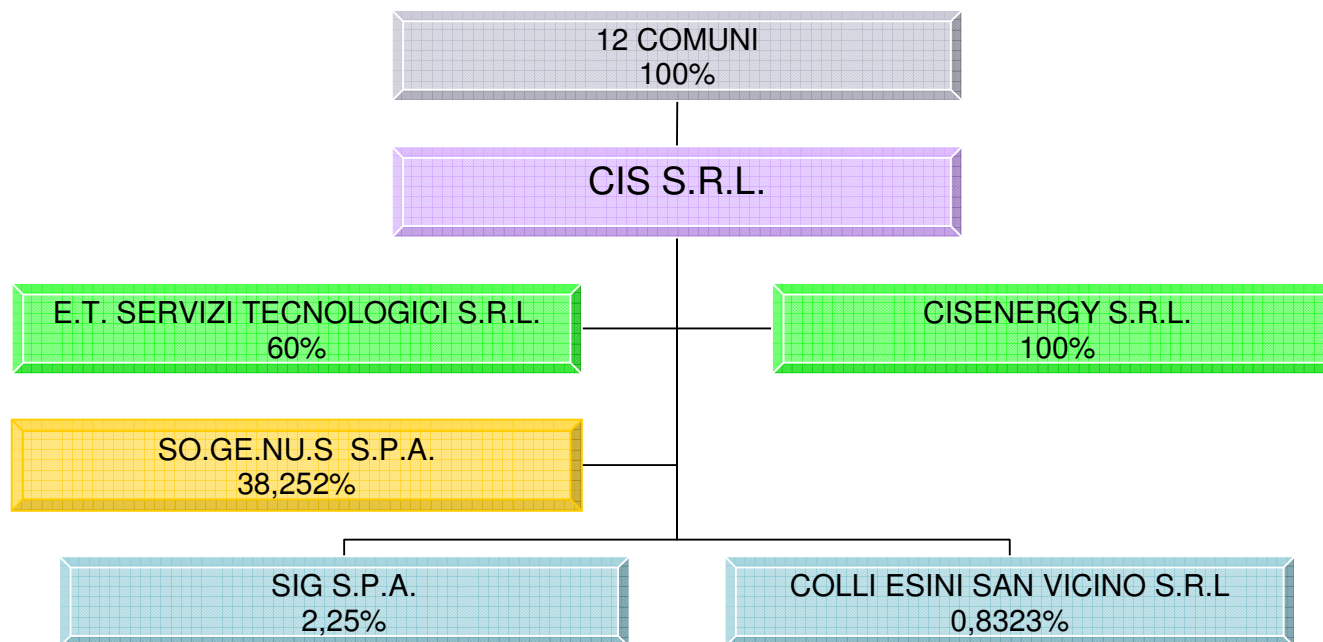 12 COMUNI
100%
CIS S.R.L.
E.T. SERVIZI TECNOLOGICI S.R.L.
60%
CISENERGY S.R.L.
100%
SO.GE.NU.S S.P.A.
38,252%
SIG S.P.A.
2,25%
COLLI ESINI SAN VICINO S.R.L
0,8323%